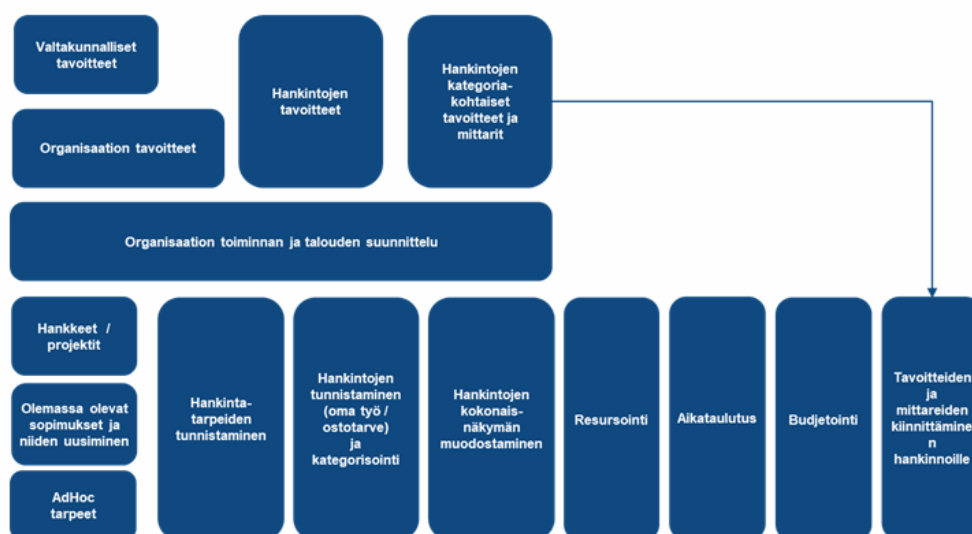 Valtakunnalliset
tavoitteet
Organisaation tavoitteet
Hankintojen
tavoitteet
Hankintojen
kategoria-
kohtaiset
tavoitteet ja
mittarit
Organisaation toiminnan ja talouden suunnittelu
Hankkeet /
projektit
Olemassa olevat
sopimukset ja
niiden uusiminen
AdHoc
tarpeet
Hankinta-
tarpeiden
tunnistaminen
Hankintojen
tunnistaminen
(oma työ /
ostotarve)
ja
kategorisointi
Hankintojen
kokonais-
näkymän
muodostaminen
Resursointi
Aikataulutus
Budjetointi
Tavoitteiden
ja
mittareiden
kiinnittämine
n
hankinnoille